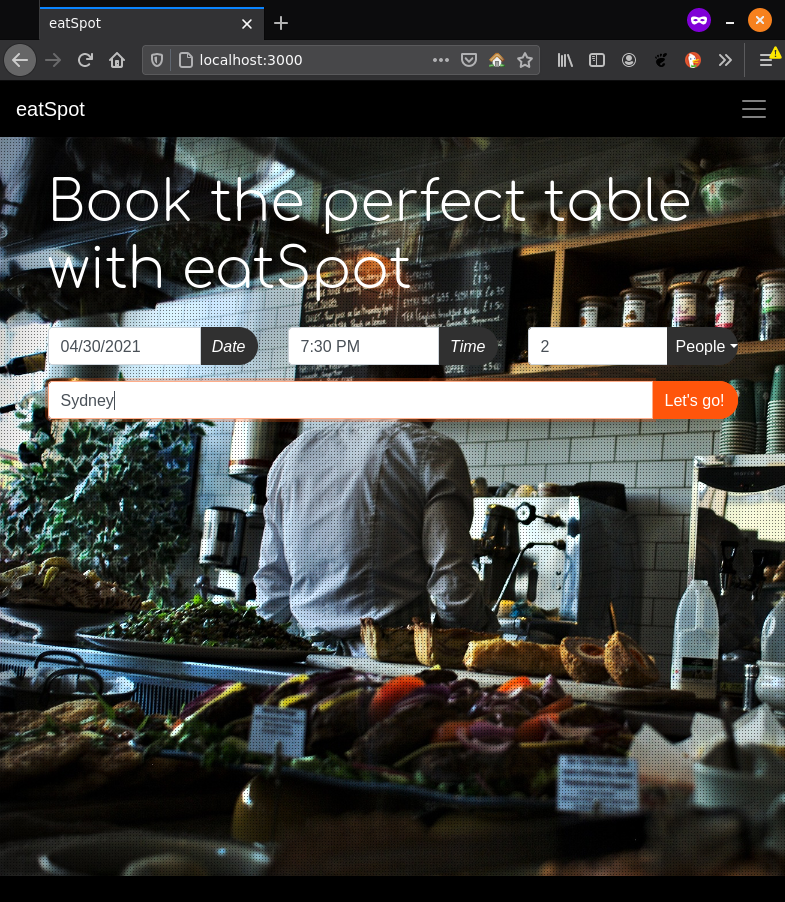 eatSpot
localhost:3000
eatSpot
Book the perfect table
with eatSpot
04/30/2021 Date 7:30 PM Time 2 People
Sydney Let's go!